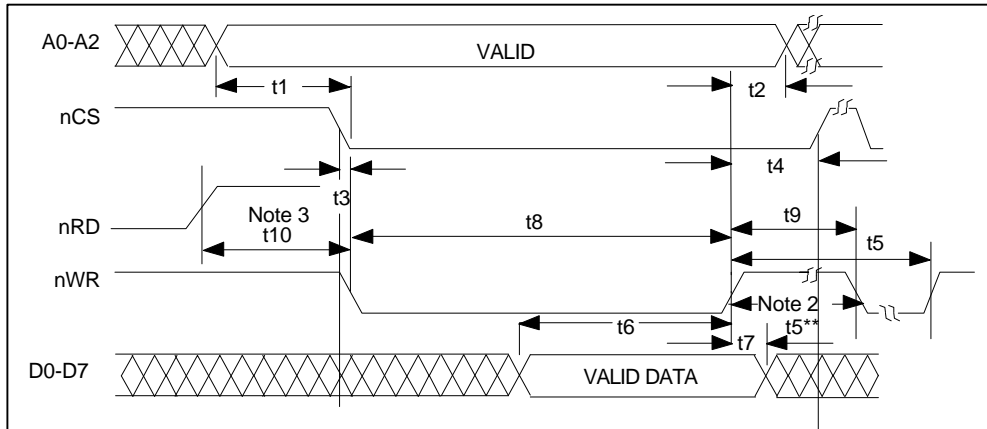 A0-A2
VALID
t1
t2
nCS
t4
t3
nRD
Note 3
t10
t8
t9
t5
nWR
Note 2
t6
t5**
t7
D0-D7
VALID DATA